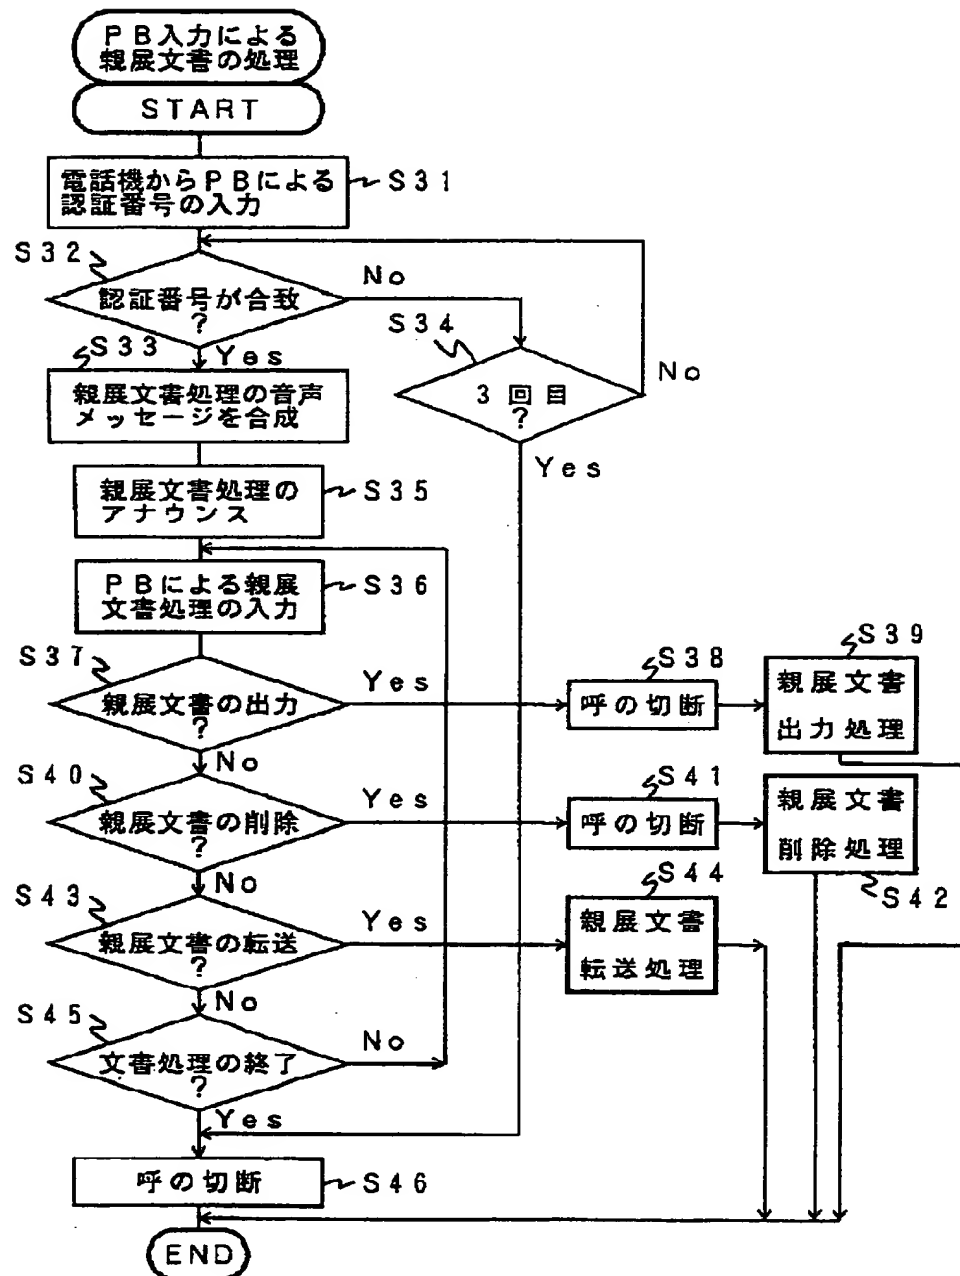 PB入力による
親展文書の処理
START
電話機からPBによる
認証番号の入力
S31
S32
認証番号が合致
?
No
Yes
S33
親展文書処理の音声
メッセージを合成
S34
3回目
?
No
Yes
親展文書処理の
アナウンス
S35
PBによる親展
文書処理の入力
S36
S37
親展文書の出力
?
Yes
No
S38
呼の切断
S39
親展文書
出力処理
S40
親展文書の削除
?
Yes
No
S41
呼の切断
親展文書
削除処理
S42
S43
親展文書の転送
?
Yes
No
S44
親展文書
転送処理
S45
文書処理の終了
?
No
Yes
呼の切断
S46
END